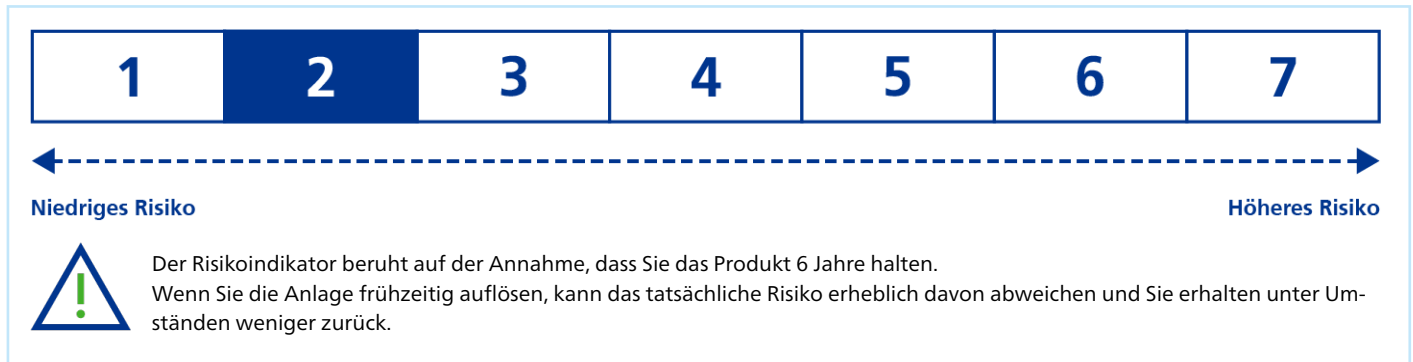 1 2 3 4 5 6 7
Niedriges Risiko Höheres Risiko
Der Risikoindikator beruht auf der Annahme, dass Sie das Produkt 6 Jahre halten.
Wenn Sie die Anlage frühzeitig auflösen, kann das tatsächliche Risiko erheblich davon abweichen und Sie erhalten unter Um-
ständen weniger zurück.